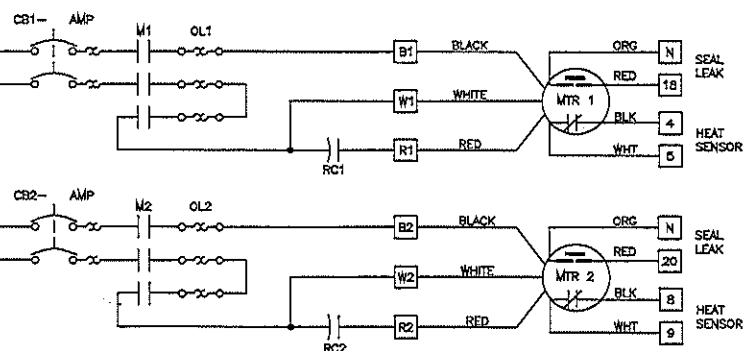 CB1- AMP M1 OL1 B1 BLACK ORG N SEAL
LEAK
RED 18
W1 WHITE MTR 1
BLK 4 HEAT
SENSOR
RC1 R1 RED WHT 5
CB2- AMP M2 OL2 B2 BLACK ORG N SEAL
LEAK
RED 20
W2 WHITE MTR 2
BLK 8 HEAT
SENSOR
RC2 R2 RED WHT 9